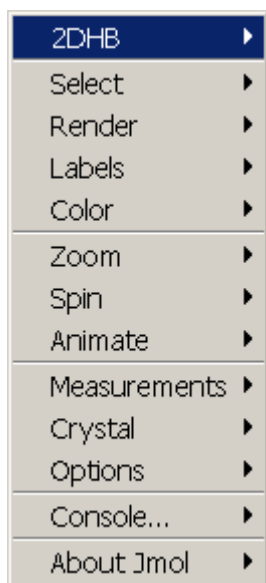 2DHB
Select
Render
Labels
Color
Zoom
Spin
Animate
Measurements
Crystal
Options
Console...
About Jmol